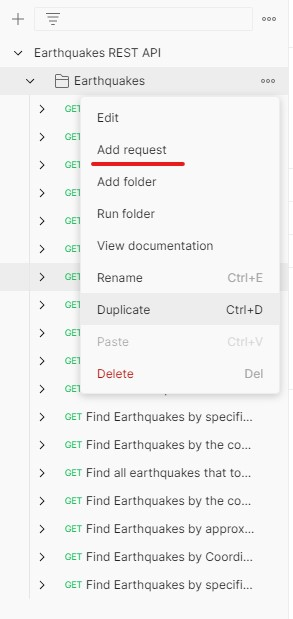 Earthquakes REST API
Earthquakes
GET
Edit
GET
Add request
GET
Add folder
GET
Run folder
GET
View documentation
GET
Rename Ctrl+E
GET
Duplicate Ctrl+D
GET
Paste Ctrl+V
GET
Delete Del
GET
GET
GET Find Earthquakes by specifi...
GET Find Earthquakes by the co...
GET Find all earthquakes that to...
GET Find Earthquakes by the co...
GET Find Earthquakes by approx...
GET Find Earthquakes by Coordi...
GET Find Earthquakes by specifi...